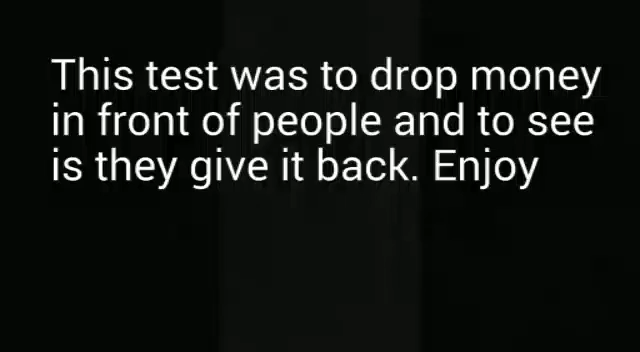 This test was to drop money
in front of people and to see
is they give it back. Enjoy